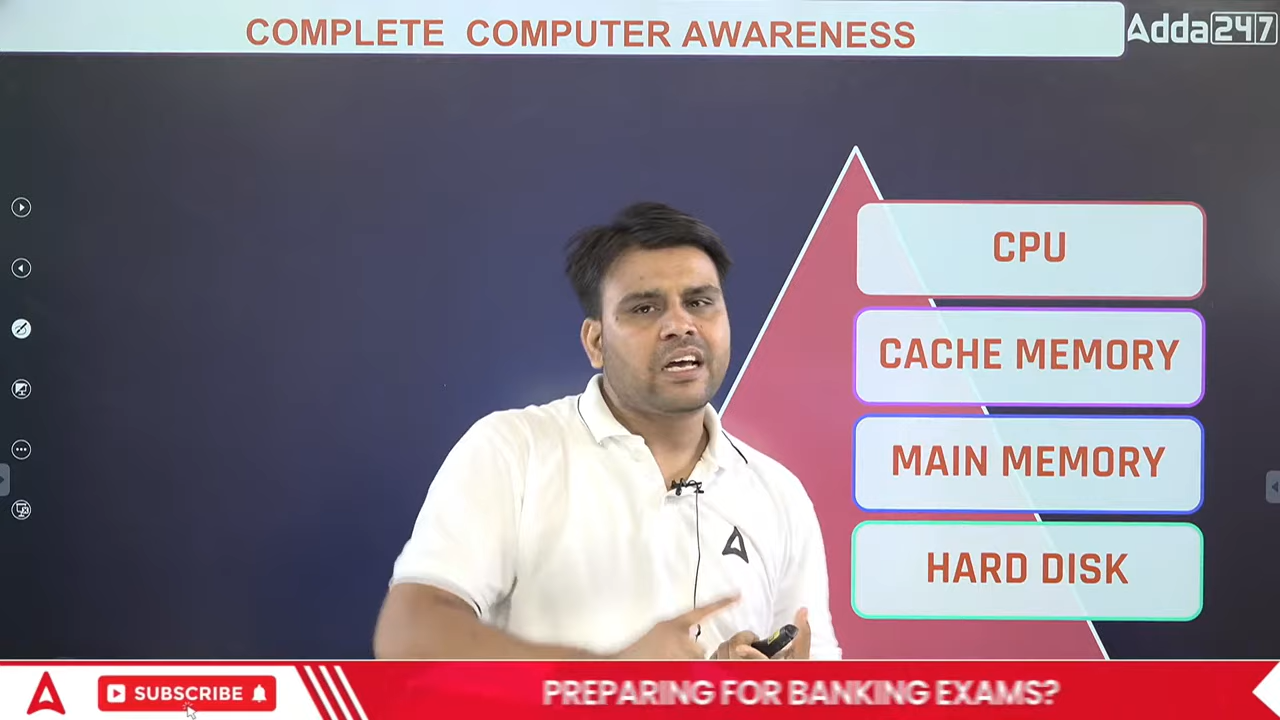 COMPLETE COMPUTER AWARENESS
Adda247
CPU
CACHE MEMORY
MAIN MEMORY
HARD DISK
SUBSCRIBE
PREPARING FOR BANKING EXAMS?